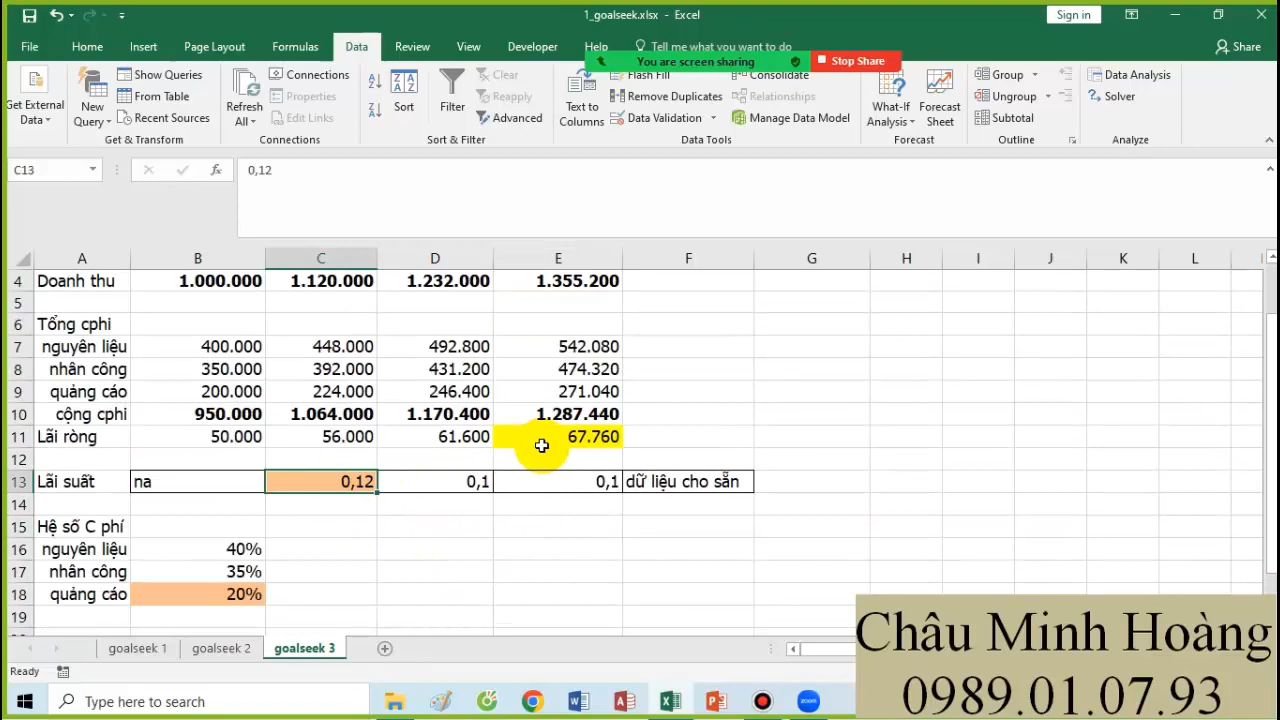 1_goalseek.xlsx - Excel
Sign in
File Home Insert Page Layout Formulas Data Review View Developer Help Tell me what you want to do Share
You are screen sharing Stop Share
Get External Data
New Query
Show Queries
From Table
Recent Sources
Get & Transform
Refresh All
Connections
Properties
Edit Links
Connections
Sort
Filter
Clear
Reapply
Advanced
Sort & Filter
Text to Columns
Flash Fill
Remove Duplicates
Data Validation
Consolidate
Relationships
Manage Data Model
Data Tools
What-If Analysis
Forecast Sheet
Forecast
Group
Ungroup
Subtotal
Outline
Data Analysis
Solver
Analyze
C13 fx 0,12
A B C D E F G H I J K L
4 Doanh thu 1.000.000 1.120.000 1.232.000 1.355.200
5
6 Tổng cphi
7 nguyên liệu 400.000 448.000 492.800 542.080
8 nhân công 350.000 392.000 431.200 474.320
9 quảng cáo 200.000 224.000 246.400 271.040
10 cộng cphi 950.000 1.064.000 1.170.400 1.287.440
11 Lãi ròng 50.000 56.000 61.600 67.760
12
13 Lãi suất na 0,12 0,1 0,1 dữ liệu cho sẵn
14
15 Hệ số C phí
16 nguyên liệu 40%
17 nhân công 35%
18 quảng cáo 20%
19
goalseek 1 goalseek 2 goalseek 3
Ready
Type here to search
Châu Minh Hoàng
0989.01.07.93